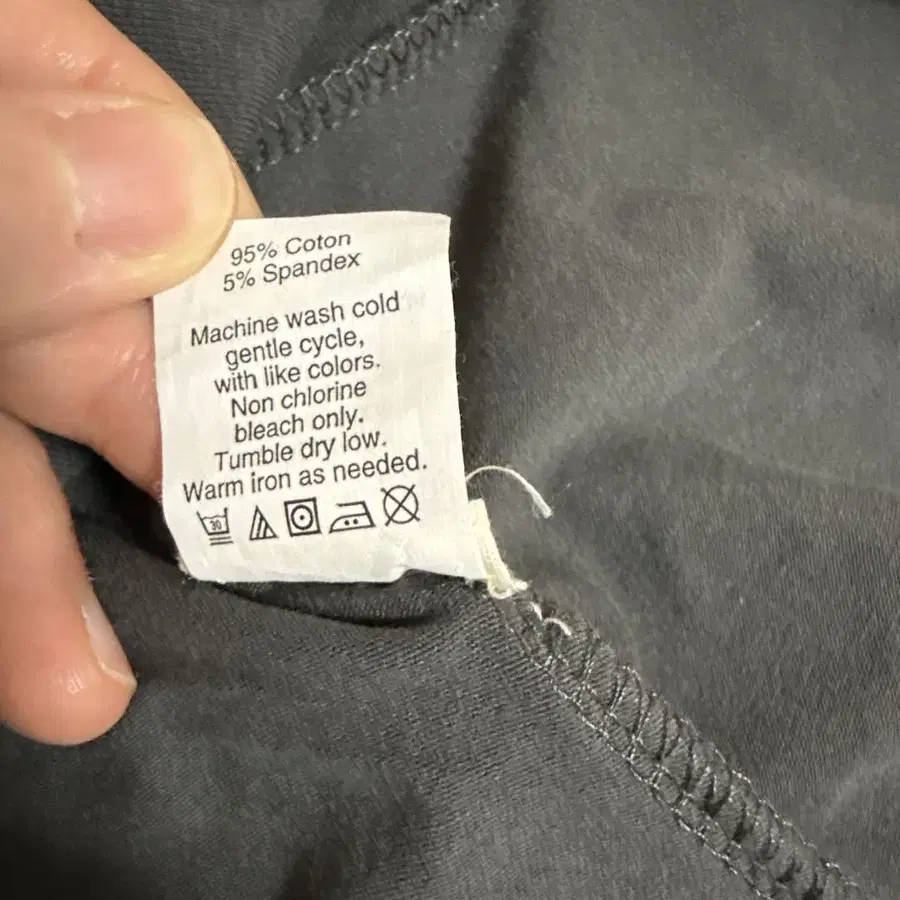 95% Coton
5% Spandex
Machine wash cold
gentle cycle,
with like colors.
Non chlorine
bleach only.
Tumble dry low.
Warm iron as needed.
30